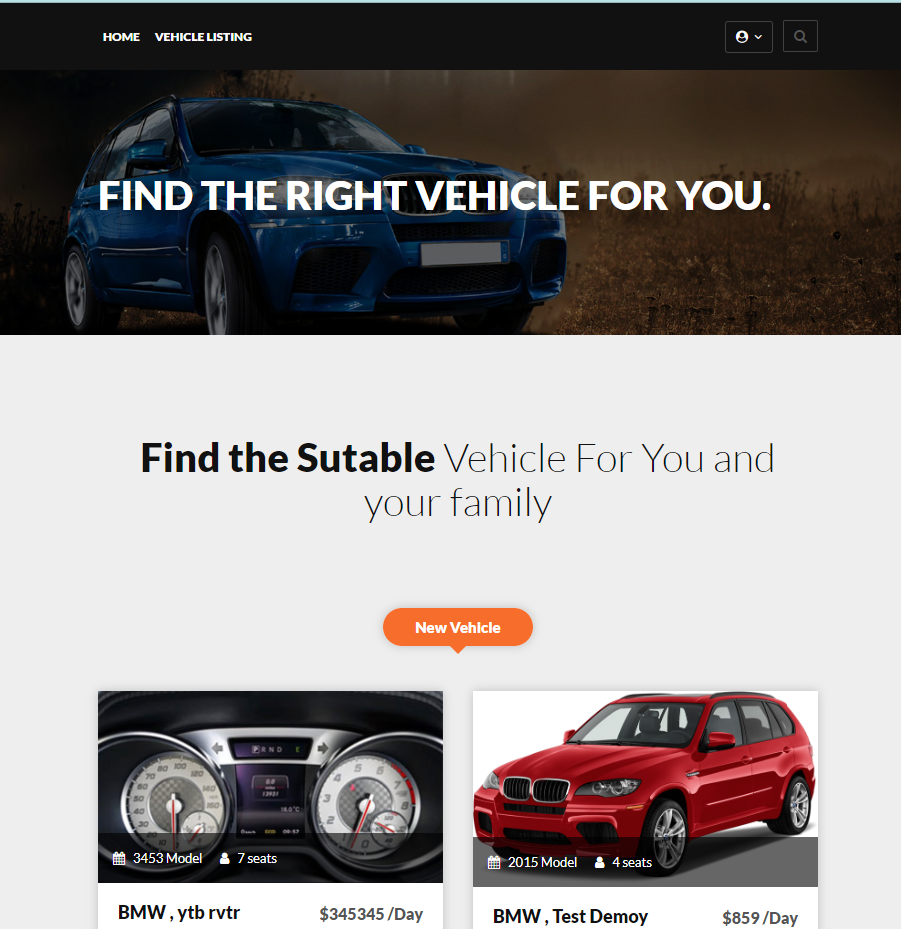 HOME VEHICLE LISTING
FIND THE RIGHT VEHICLE FOR YOU.
Find the Sutable Vehicle For You and
your family
New Vehicle
PRND E
3453 Model 7 seats
2015 Model 4 seats
BMW , ytb rvtr
$345345 /Day
BMW , Test Demoy
$859 /Day